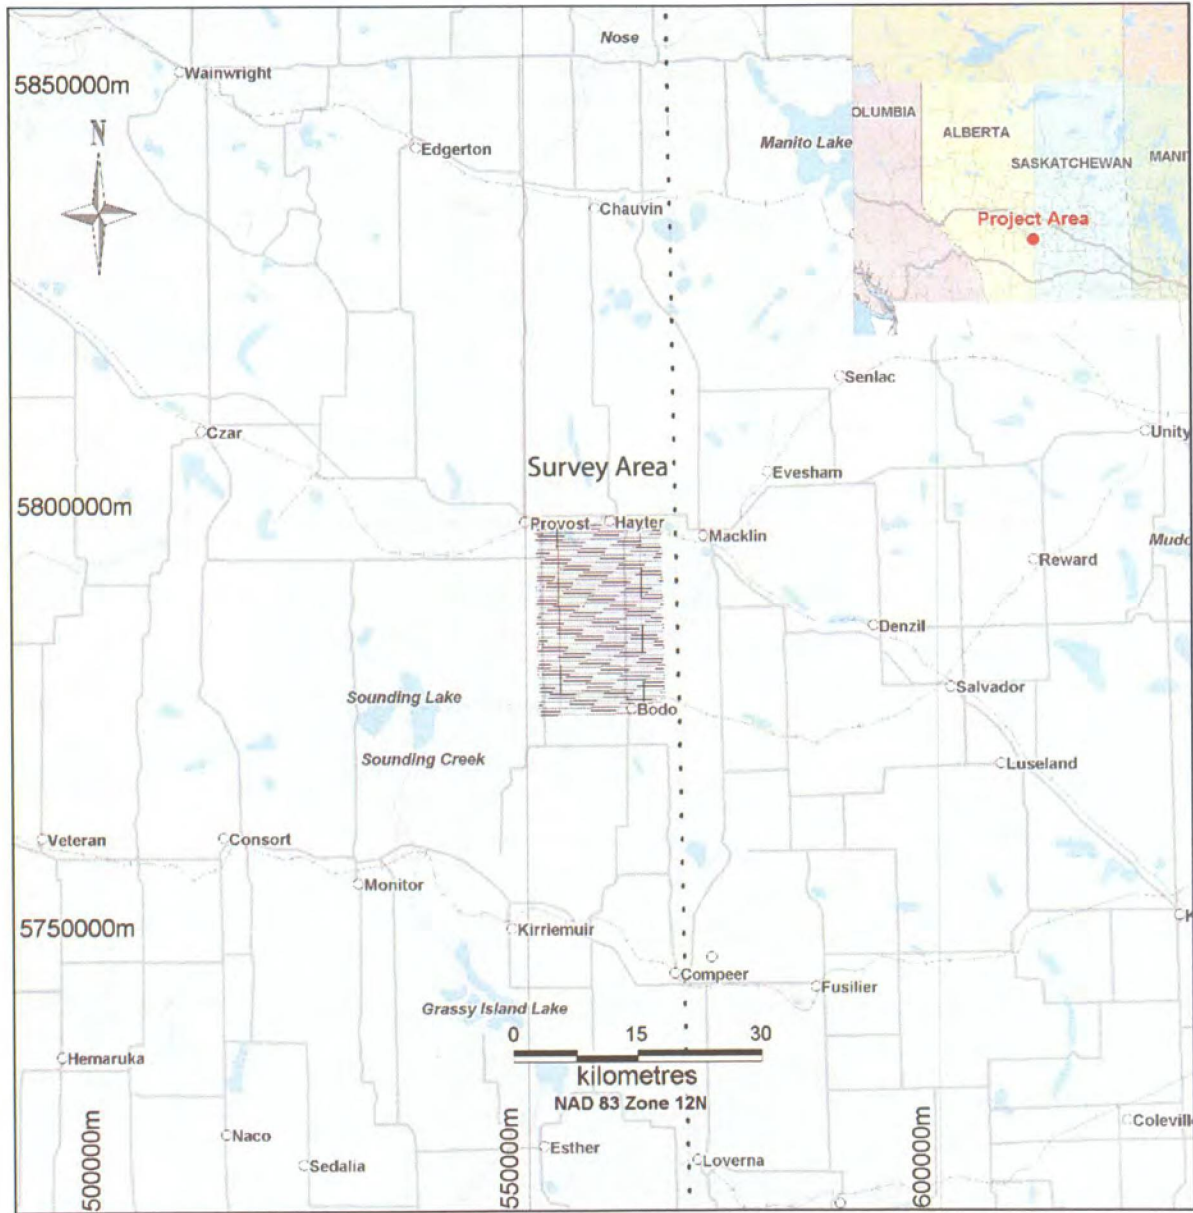 Nose
5850000m
Wainwright
N
Edgerton
Manito Lake
OLUMBIA
ALBERTA
SASKATCHEWAN
MANI
Project Area
Chauvin
Senlac
Czar
Unity
Survey Area
Evesham
5800000m
Provost
Hayter
Macklin
Reward
Mudd
Denzil
Salvador
Sounding Lake
Bodo
Sounding Creek
Luseland
Veteran
Consort
Monitor
5750000m
Kirriemuir
K
Compeer
Fusilier
Grassy Island Lake
0 15 30
kilometres
NAD 83 Zone 12N
Hemaruka
Naco
Sedalia
Esther
Loverna
Coleville
500000m
550000m
600000m